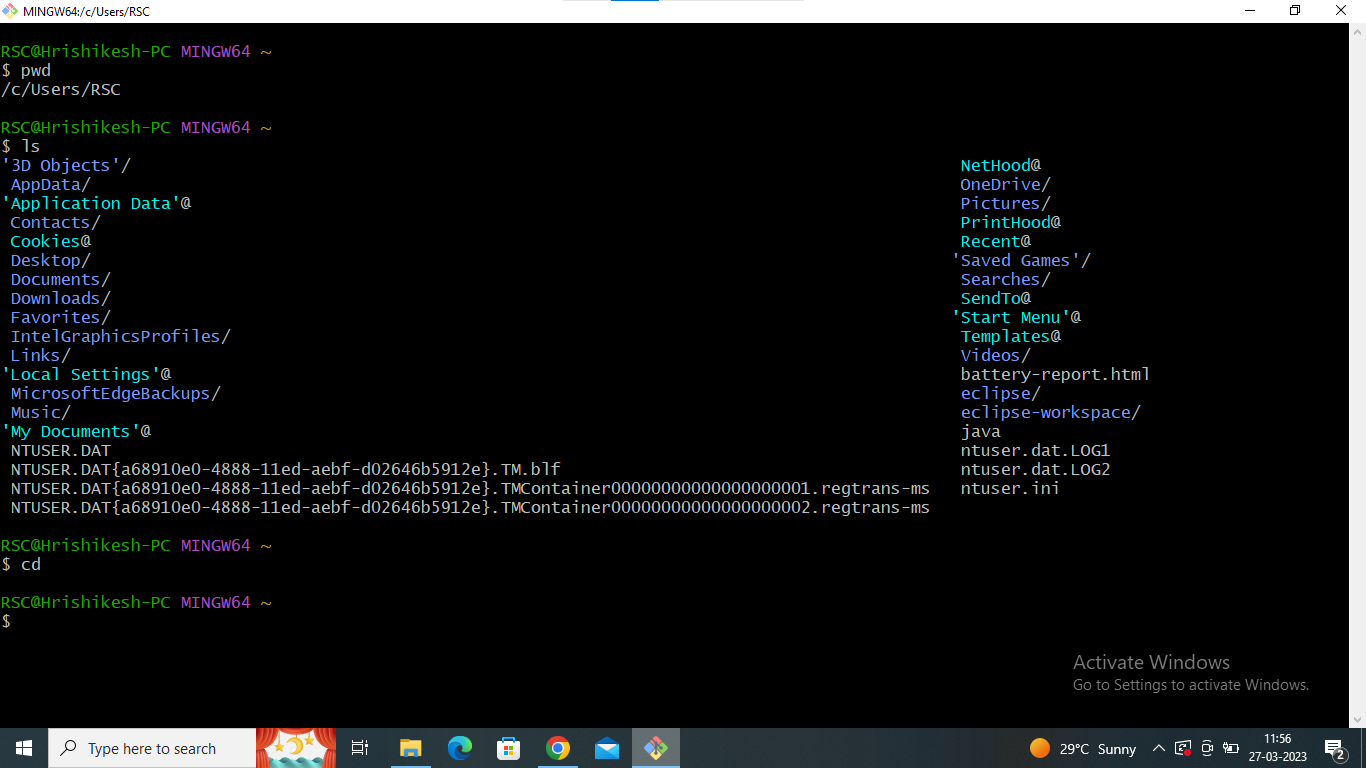 MINGW64:/c/Users/RSC
RSC@Hrishikesh-PC MINGW64 ~
$ pwd
/c/Users/RSC
RSC@Hrishikesh-PC MINGW64 ~
$ ls
'3D Objects'/ NetHood@
AppData/ OneDrive/
'Application Data'@ Pictures/
Contacts/ PrintHood@
Cookies@ Recent@
Desktop/ 'Saved Games'/
Documents/ Searches/
Downloads/ SendTo@
Favorites/ 'Start Menu'@
IntelGraphicsProfiles/ Templates@
Links/ Videos/
'Local Settings'@ battery-report.html
MicrosoftEdgeBackups/ eclipse/
Music/ eclipse-workspace/
'My Documents'@ java
NTUSER.DAT ntuser.dat.LOG1
NTUSER.DAT{a68910e0-4888-11ed-aebf-d02646b5912e}.TM.blf ntuser.dat.LOG2
NTUSER.DAT{a68910e0-4888-11ed-aebf-d02646b5912e}.TMContainer00000000000000000001.regtrans-ms ntuser.ini
NTUSER.DAT{a68910e0-4888-11ed-aebf-d02646b5912e}.TMContainer00000000000000000002.regtrans-ms
RSC@Hrishikesh-PC MINGW64 ~
$ cd
RSC@Hrishikesh-PC MINGW64 ~
$
Activate Windows
Go to Settings to activate Windows.
Type here to search
29°C Sunny
11:56
27-03-2023
2